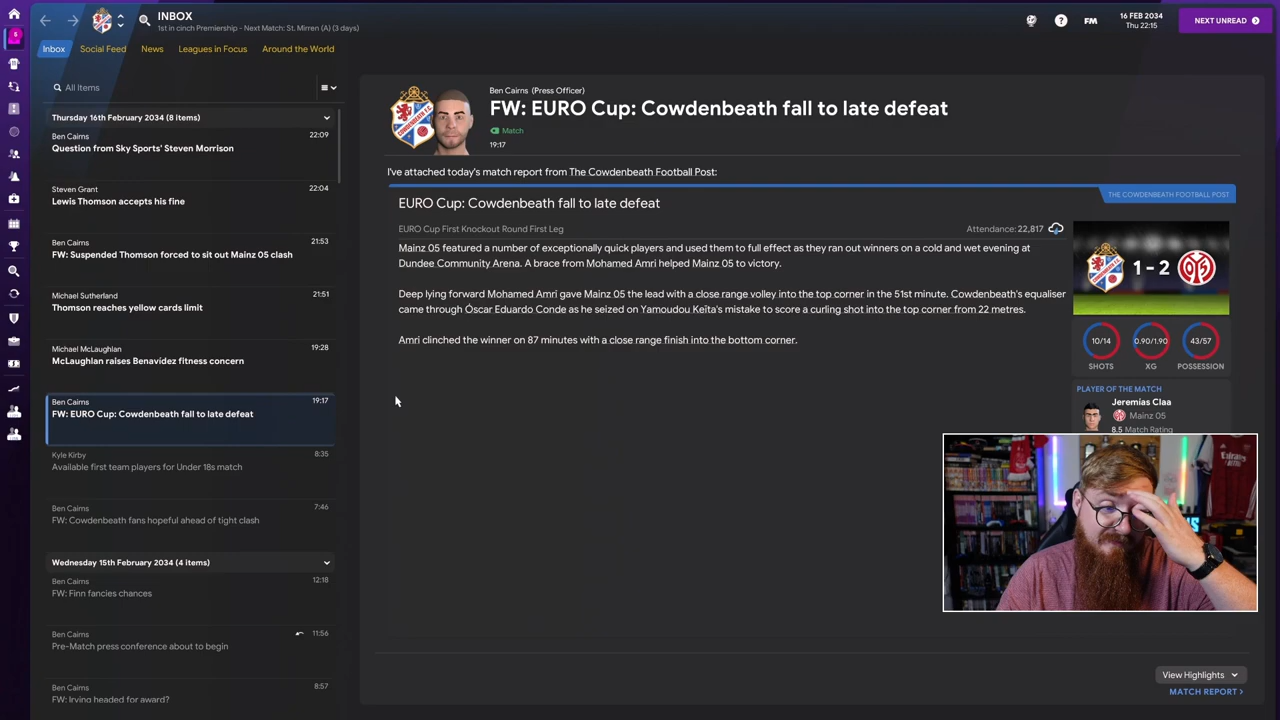 INBOX
1st in cinch Premiership - Next Match: St. Mirren (A) (3 days)
FM
16 FEB 2034
Thu 22:15
NEXT UNREAD
Inbox
Social Feed
News
Leagues in Focus
Around the World
All Items
Thursday 16th February 2034 (8 items)
Ben Cairns
22:09
Question from Sky Sports' Steven Morrison
Steven Grant
22:04
Lewis Thomson accepts his fine
Ben Cairns
21:53
FW: Suspended Thomson forced to sit out Mainz 05 clash
Michael Sutherland
21:51
Thomson reaches yellow cards limit
Michael McLaughlan
19:28
McLaughlan raises Benavídez fitness concern
Ben Cairns
19:17
FW: EURO Cup: Cowdenbeath fall to late defeat
Kyle Kirby
8:35
Available first team players for Under 18s match
Ben Cairns
7:46
FW: Cowdenbeath fans hopeful ahead of tight clash
Wednesday 15th February 2034 (4 items)
Ben Cairns
12:18
FW: Finn fancies chances
Ben Cairns
11:56
Pre-Match press conference about to begin
Ben Cairns
8:57
FW: Irving headed for award?
Ben Cairns (Press Officer)
FW: EURO Cup: Cowdenbeath fall to late defeat
Match
19:17
I've attached today's match report from The Cowdenbeath Football Post:
THE COWDENBEATH FOOTBALL POST
EURO Cup: Cowdenbeath fall to late defeat
EURO Cup First Knockout Round First Leg
Attendance: 22,817
Mainz 05 featured a number of exceptionally quick players and used them to full effect as they ran out winners on a cold and wet evening at
Dundee Community Arena. A brace from Mohamed Amri helped Mainz 05 to victory.
Deep lying forward Mohamed Amri gave Mainz 05 the lead with a close range volley into the top corner in the 51st minute. Cowdenbeath's equaliser
came through Óscar Eduardo Conde as he seized on Yamoudou Keïta's mistake to score a curling shot into the top corner from 22 metres.
Amri clinched the winner on 87 minutes with a close range finish into the bottom corner.
1 - 2
10/14
0.90/1.90
43/57
SHOTS
XG
POSSESSION
PLAYER OF THE MATCH
Jeremías Claa
Mainz 05
8.5 Match Rating
View Highlights
MATCH REPORT >